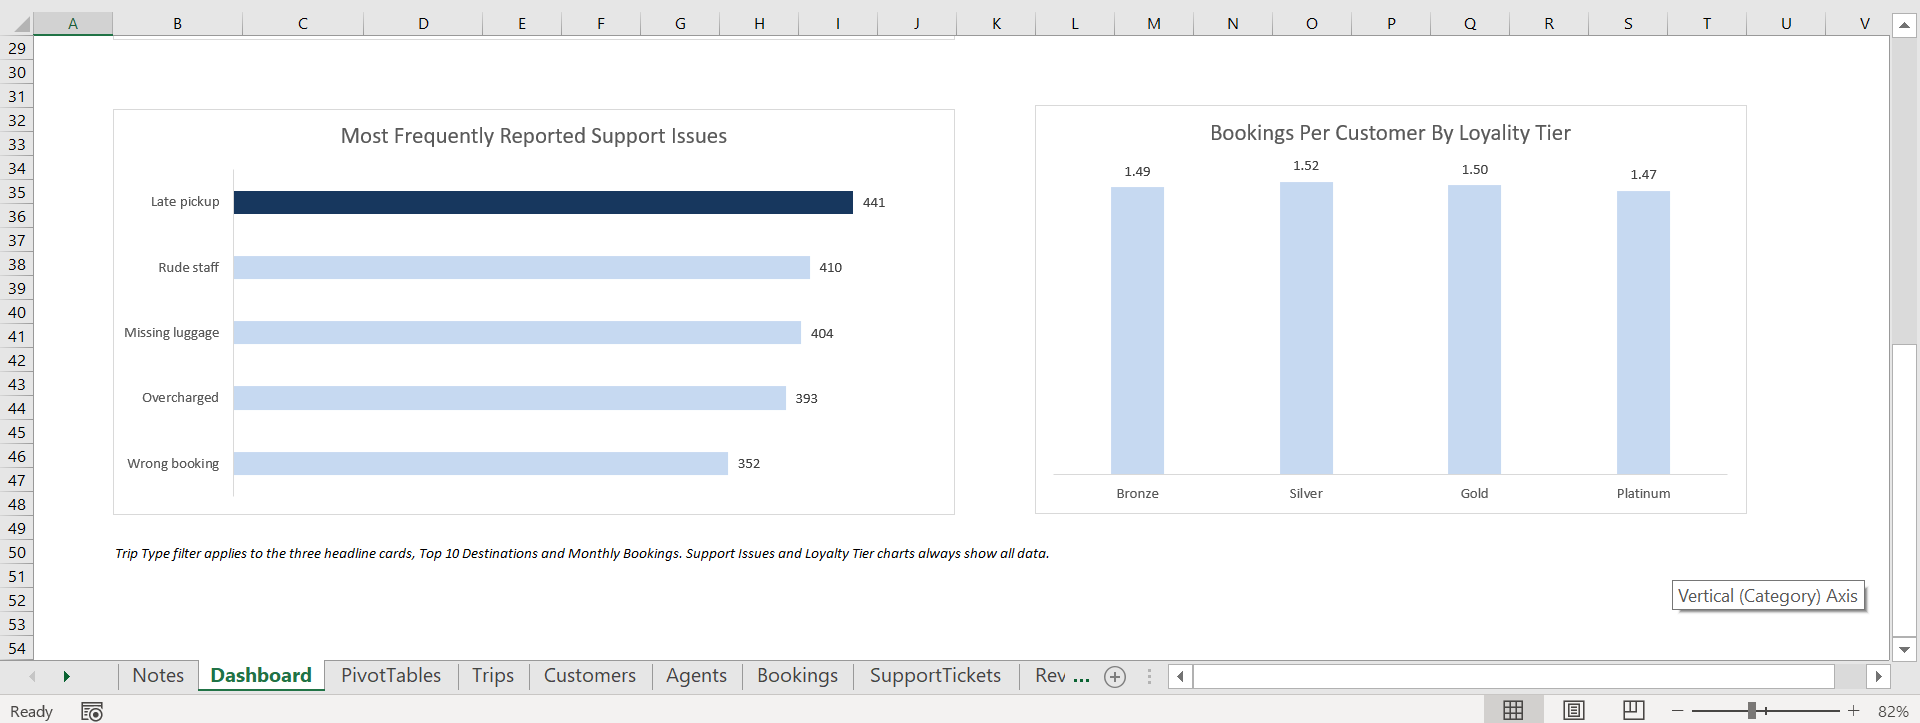 A B C D E F G H I J K L M N O P Q R S T U V
29
30
31
32
33
34
35
36
37
38
39
40
41
42
43
44
45
46
47
48
49
50
51
52
53
54
Most Frequently Reported Support Issues
Late pickup 441
Rude staff 410
Missing luggage 404
Overcharged 393
Wrong booking 352
Bookings Per Customer By Loyality Tier
1.49 1.52 1.50 1.47
Bronze Silver Gold Platinum
Trip Type filter applies to the three headline cards, Top 10 Destinations and Monthly Bookings. Support Issues and Loyalty Tier charts always show all data.
Vertical (Category) Axis
Notes Dashboard PivotTables Trips Customers Agents Bookings SupportTickets Rev ...
Ready 82%